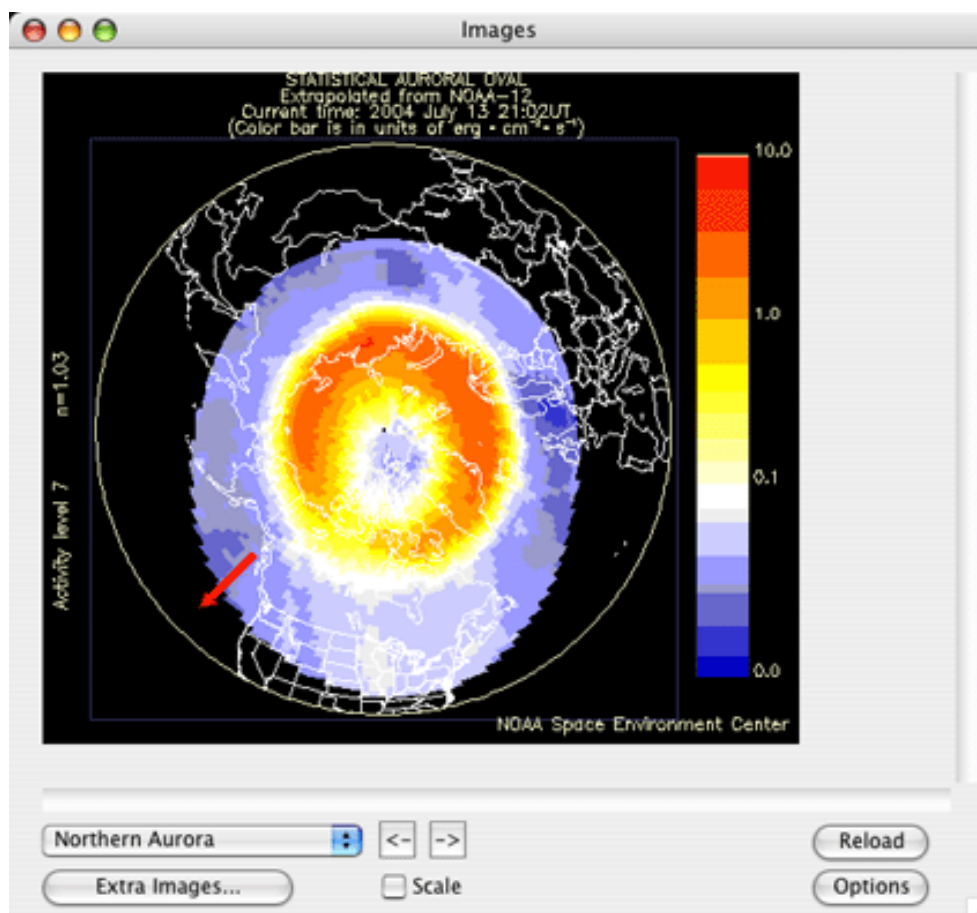 Images
STATISTICAL AURORAL OVAL
Extrapolated from NOAA-12
Current time: 2004 July 13 21:02UT
(Color bar is in units of erg · cm⁻² · s⁻¹)
10.0
1.0
0.1
0.0
n=1.03
Activity level 7
NOAA Space Environment Center
Northern Aurora
<-
->
Reload
Extra Images...
Scale
Options